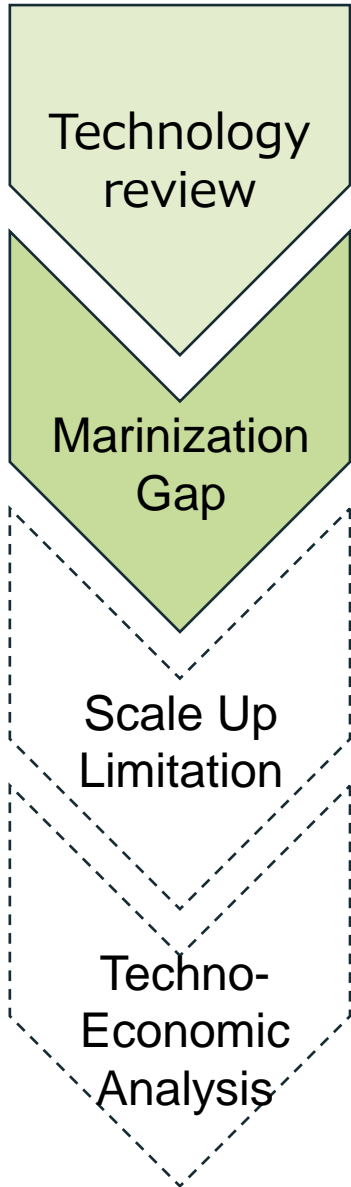 Technology
review
Marinization
Gap
Scale Up
Limitation
Techno-
Economic
Analysis